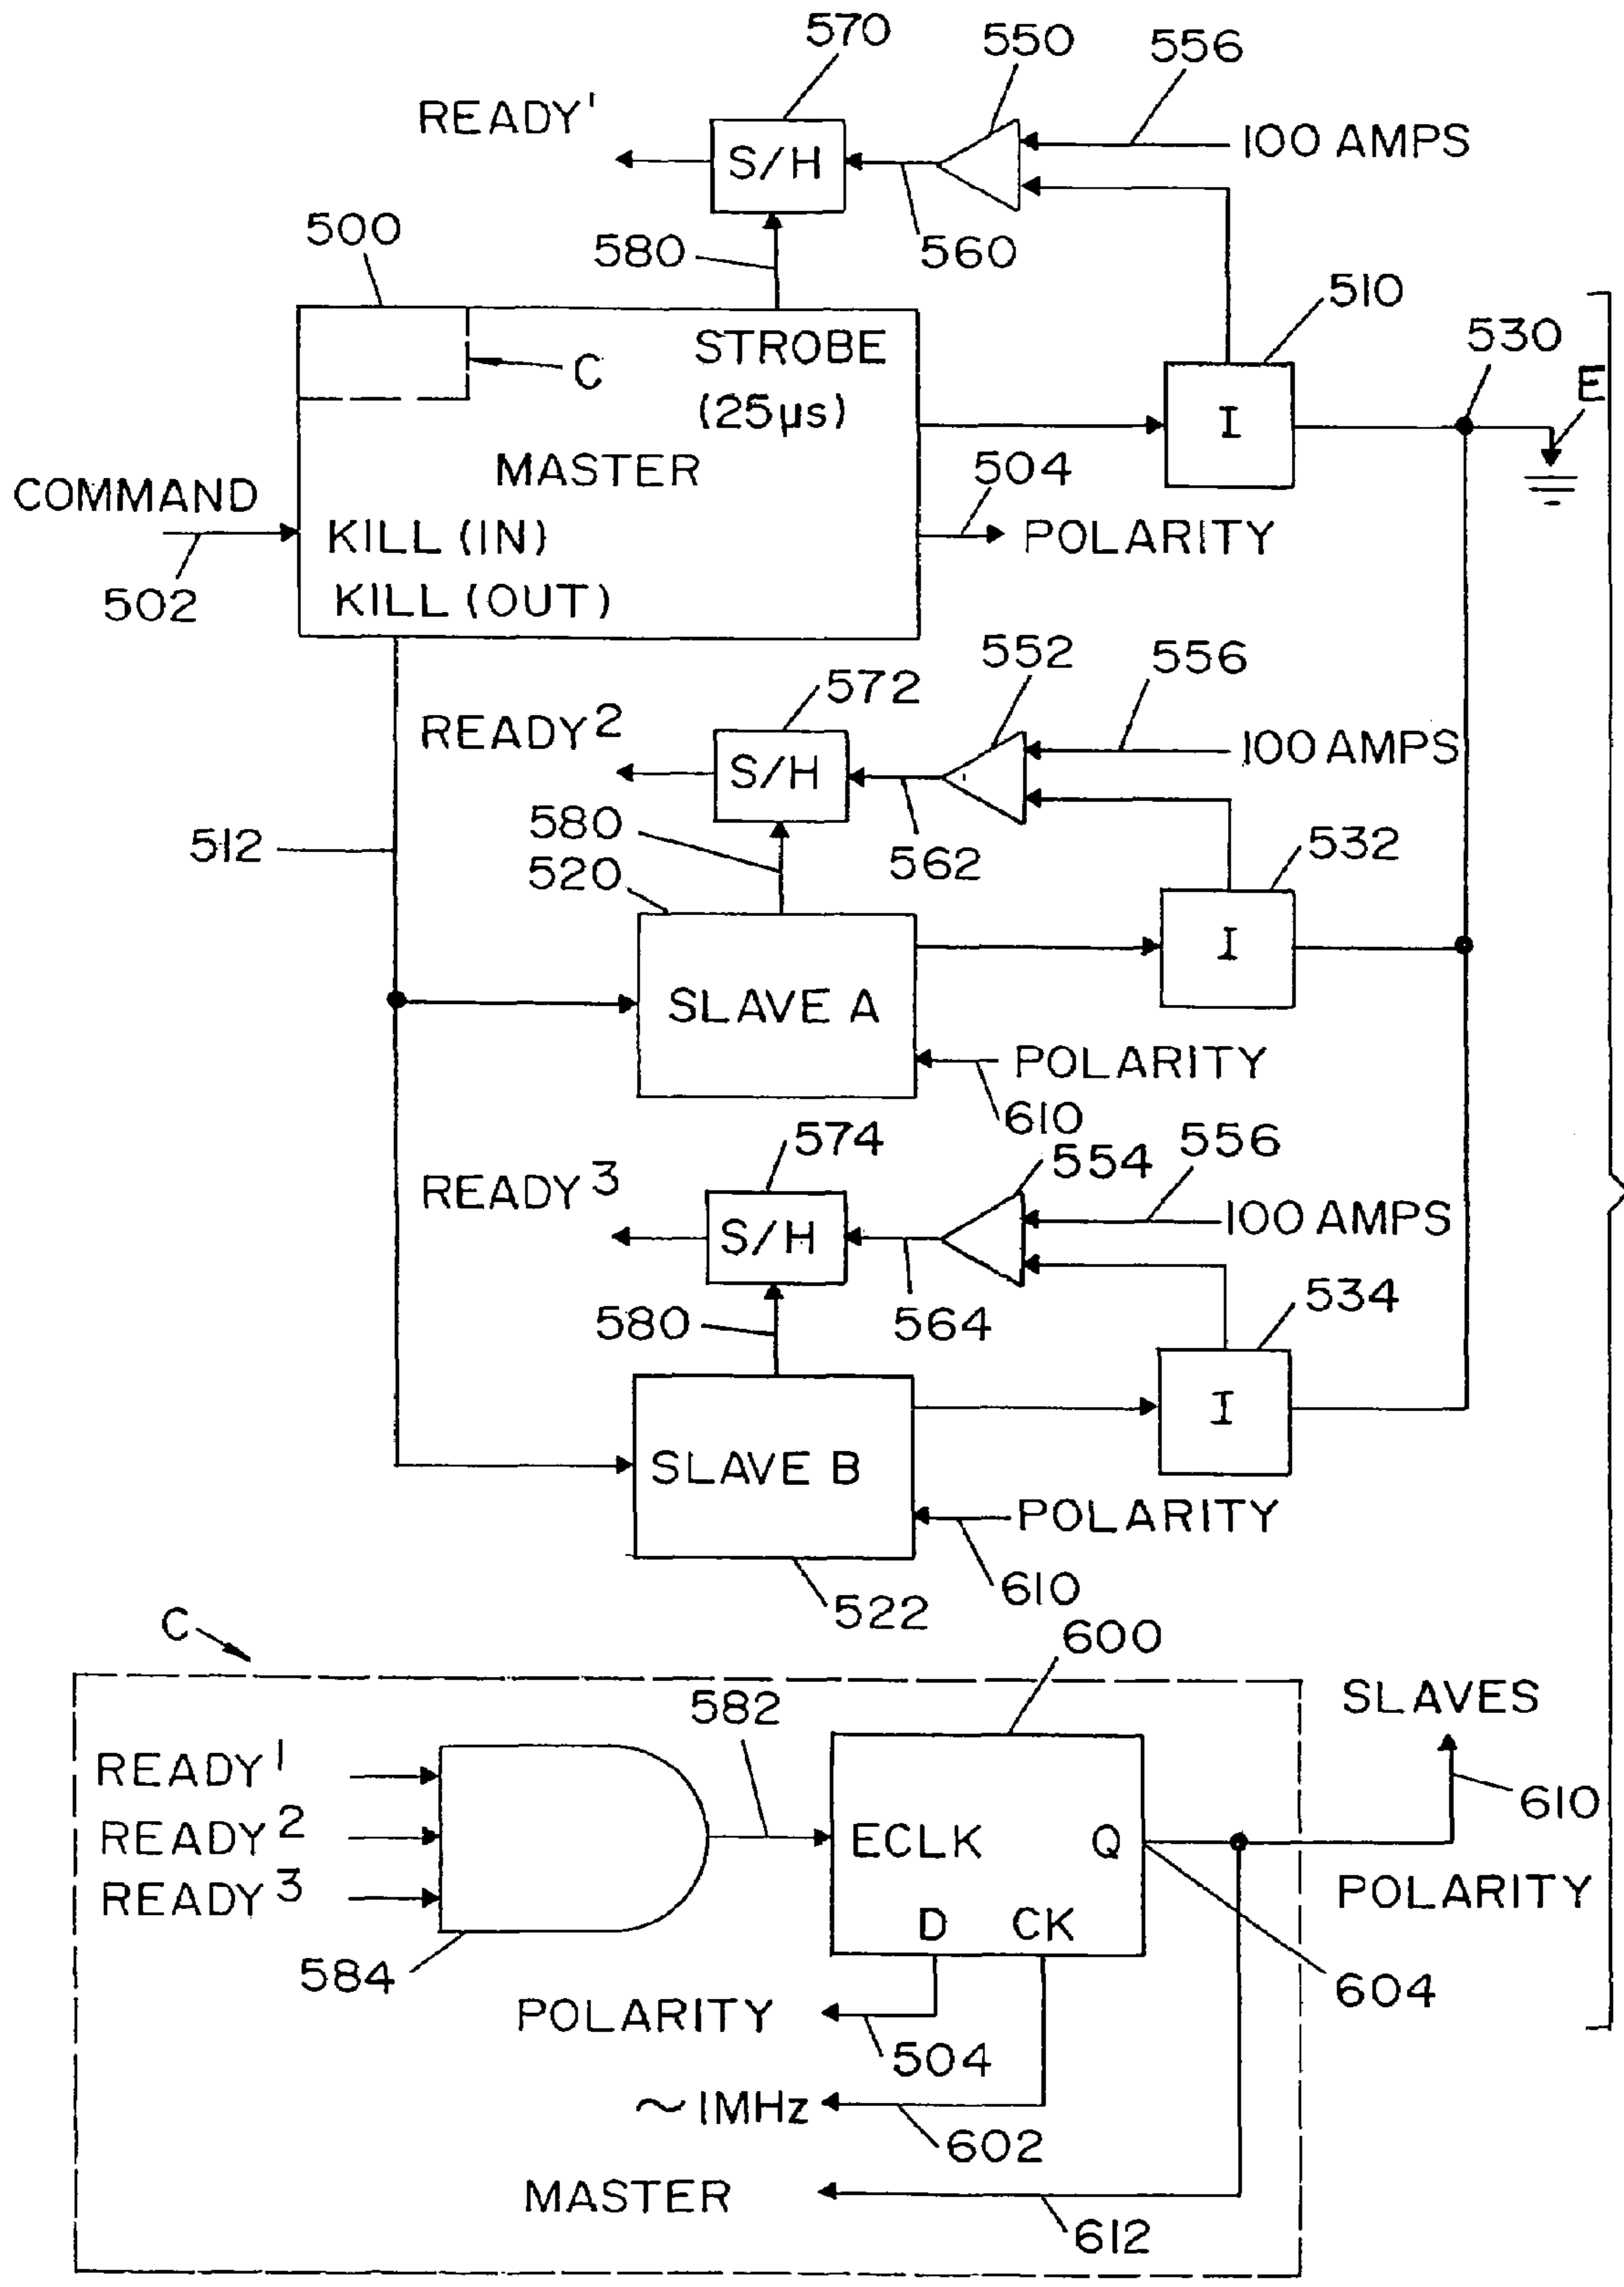 570
550
556
READY1
S/H
100 AMPS
500
580
560
510
530
E
STROBE
(25µs)
C
I
MASTER
504
COMMAND
KILL (IN)
POLARITY
502
KILL (OUT)
552
556
572
READY2
S/H
100 AMPS
512
580
562
532
520
I
SLAVE A
POLARITY
610
574
554
556
READY3
S/H
100 AMPS
580
564
534
I
SLAVE B
POLARITY
610
522
C
600
582
SLAVES
READY1
READY2
READY3
ECLK
Q
610
D
CK
POLARITY
584
604
POLARITY
504
~1MHz
602
MASTER
612